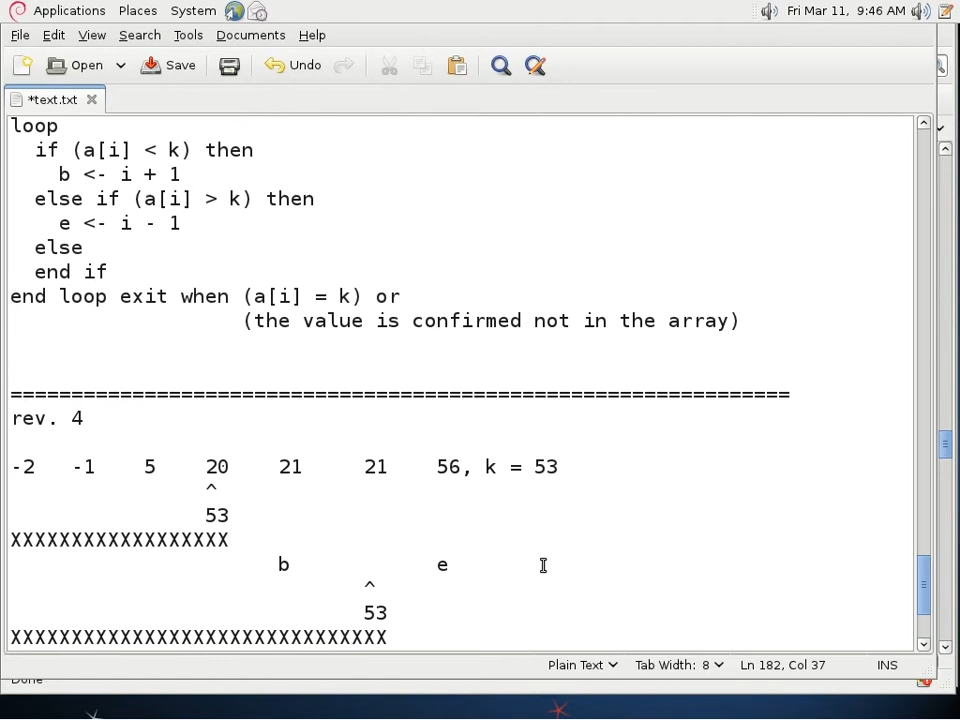 Applications Places System Fri Mar 11, 9:46 AM
File Edit View Search Tools Documents Help
Open Save Undo
*text.txt
loop
  if (a[i] < k) then
    b <- i + 1
  else if (a[i] > k) then
    e <- i - 1
  else
  end if
end loop exit when (a[i] = k) or
                   (the value is confirmed not in the array)
================================================================
rev. 4
-2   -1    5    20    21     21    56, k = 53
                ^
                53
XXXXXXXXXXXXXXXXXX
                      b            e
                             ^
                             53
XXXXXXXXXXXXXXXXXXXXXXXXXXXXXXX
Plain Text Tab Width: 8 Ln 182, Col 37 INS
Done